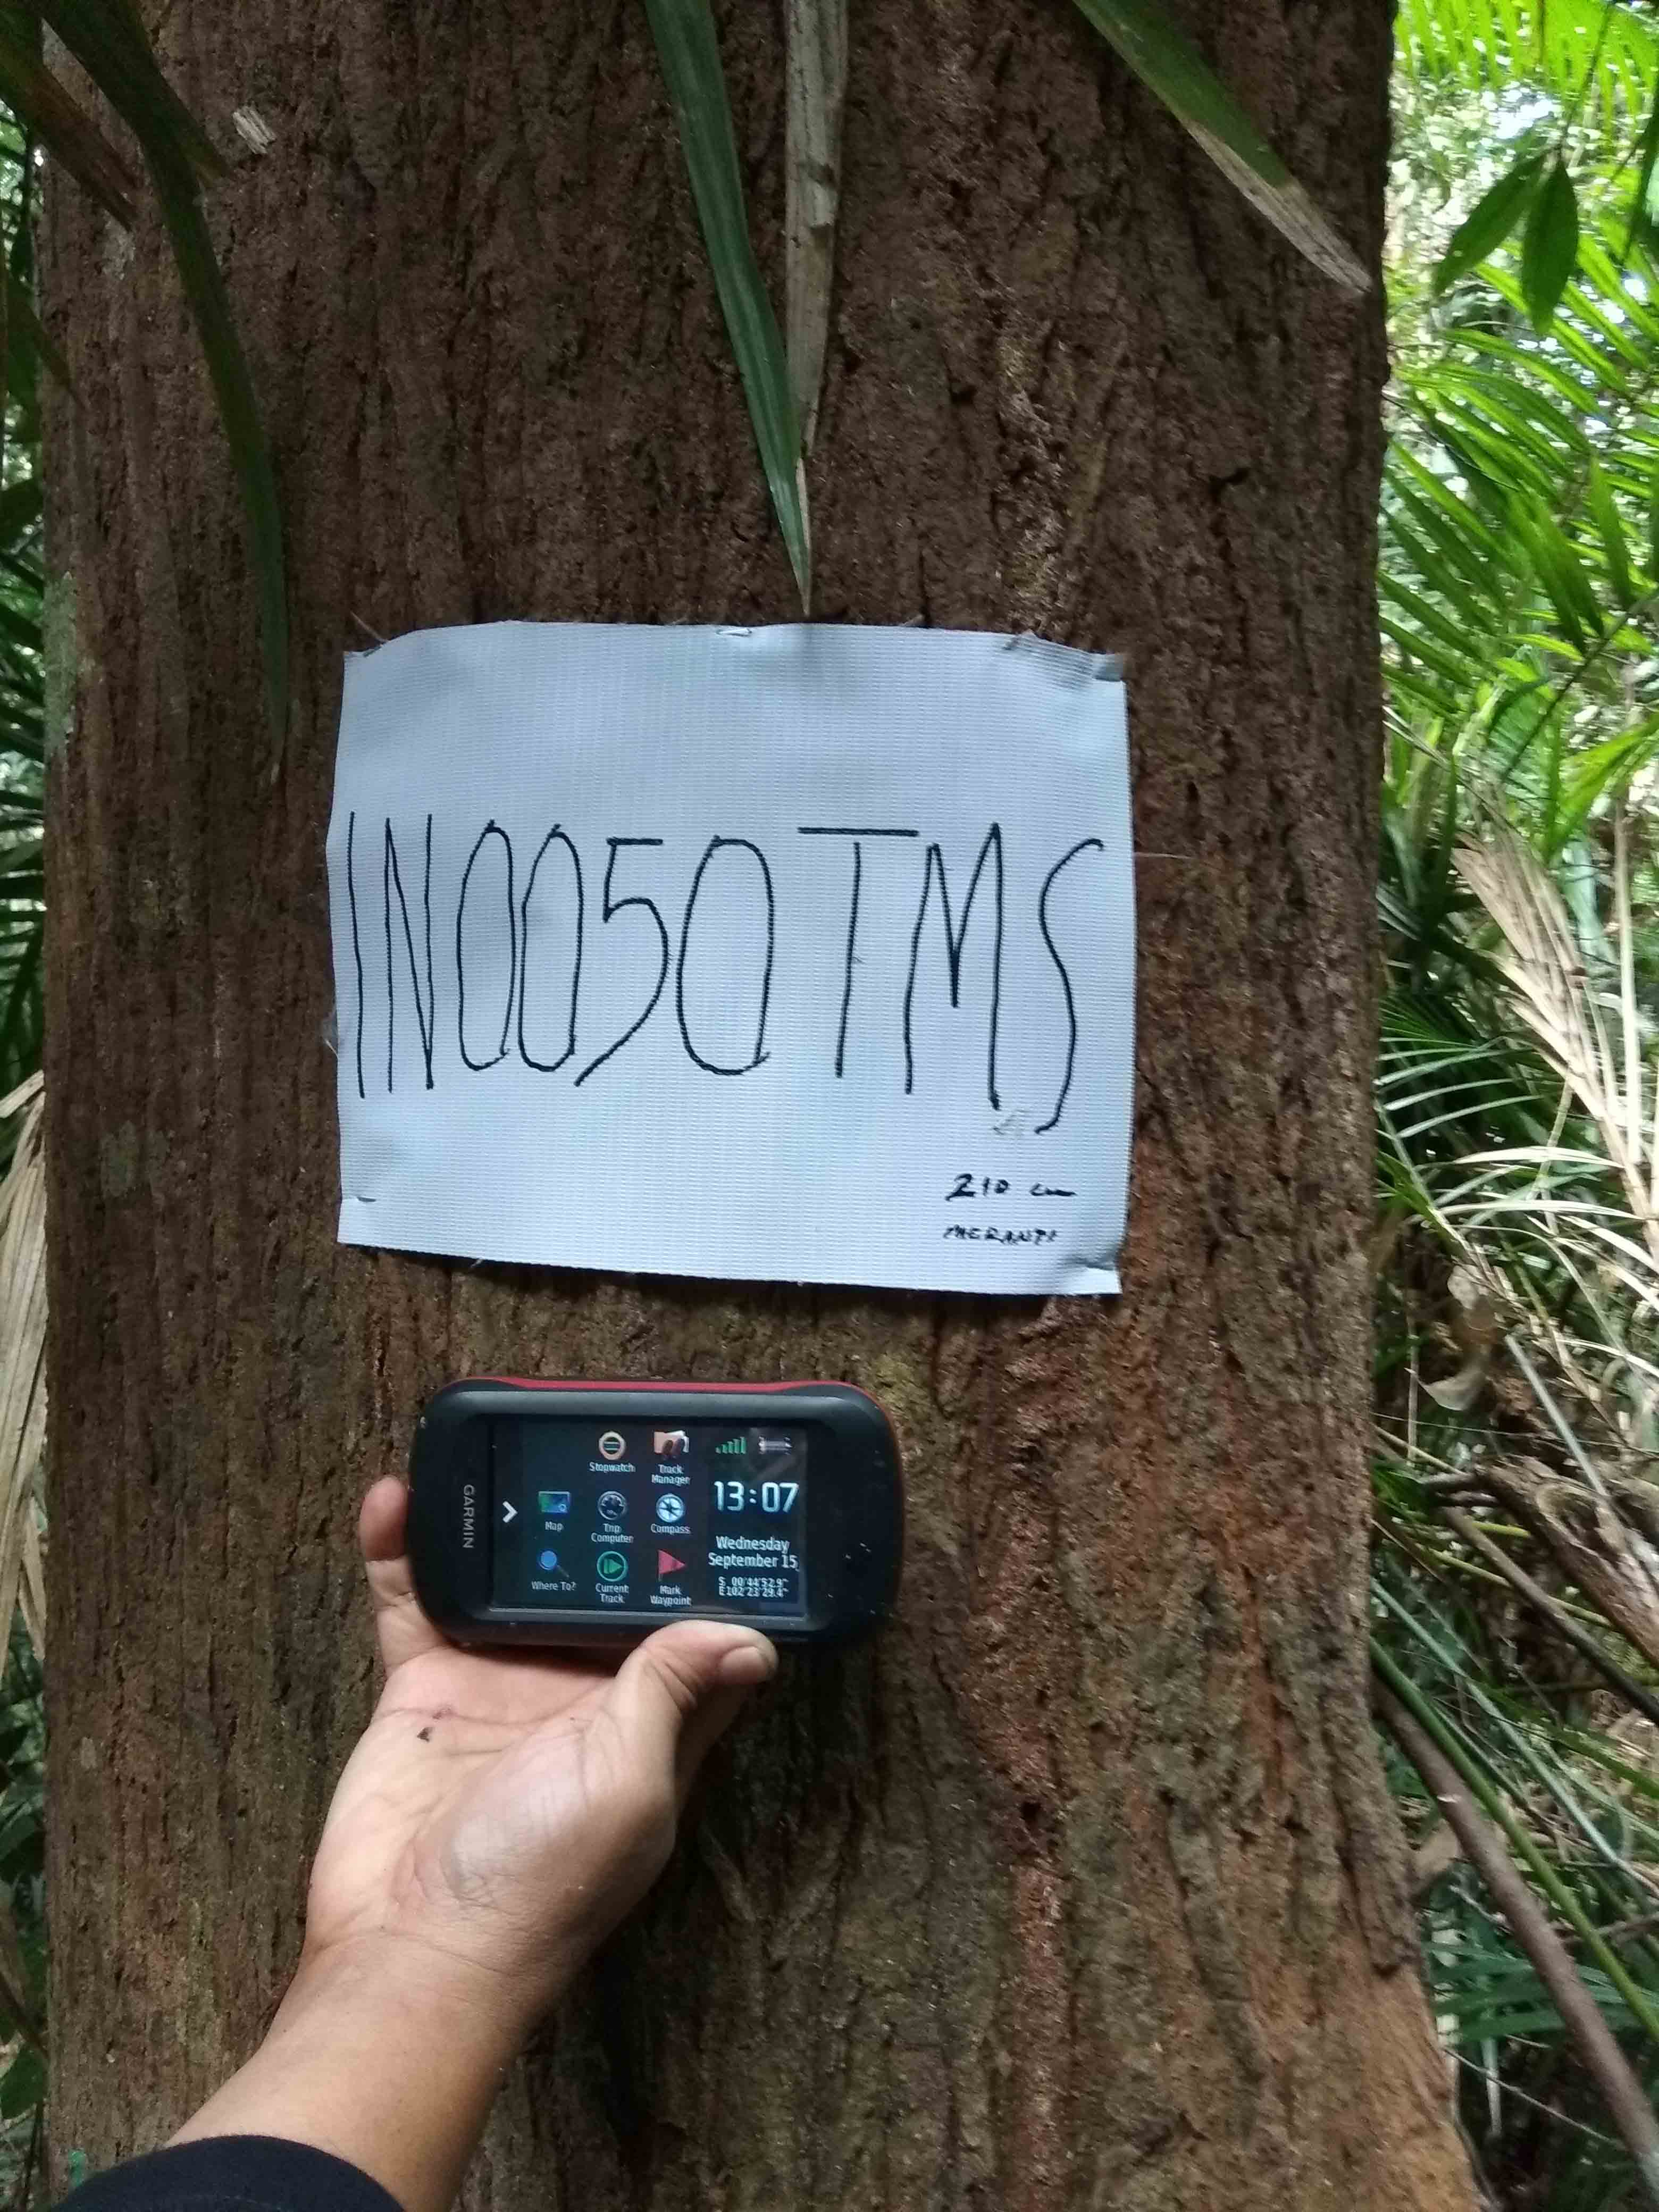 IN0050TMS
210 cm
MERANTI
GARMIN
Stopwatch
Track Manager
13:07
Map
Trip Computer
Compass
Wednesday
September 15
Where To?
Current Track
Mark Waypoint
S 00°44'52.9"
E102°23'29.4"